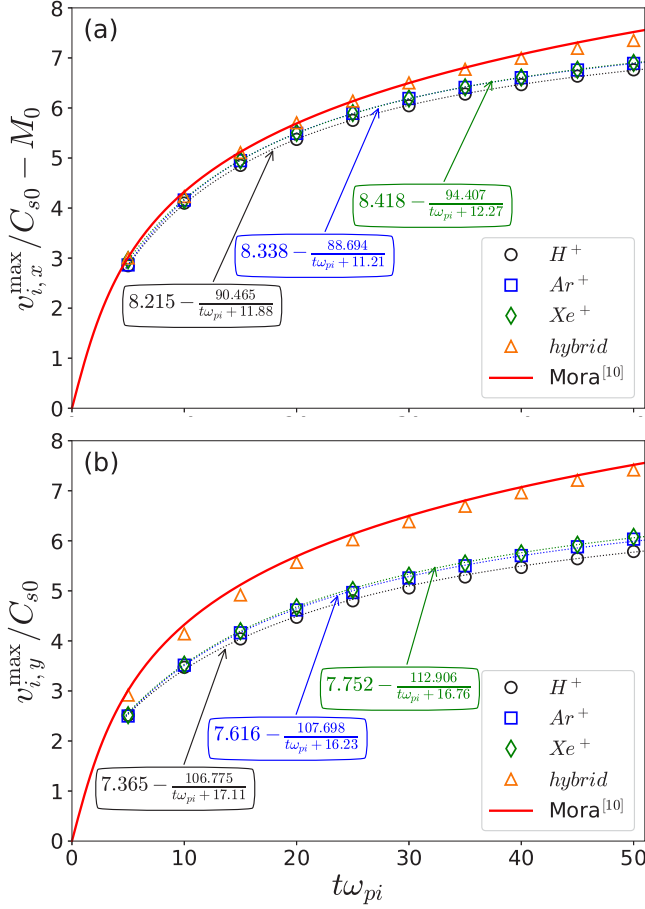 8
7
6
5
4
3
2
1
0
(a)
v_{i,x}^{max}/C_{s0} − M_0
8.418 − 94.407/(tω_{pi} + 12.27)
8.338 − 88.694/(tω_{pi} + 11.21)
8.215 − 90.465/(tω_{pi} + 11.88)
H^+
Ar^+
Xe^+
hybrid
Mora^{[10]}
8
7
6
5
4
3
2
1
0
(b)
v_{i,y}^{max}/C_{s0}
7.752 − 112.906/(tω_{pi} + 16.76)
7.616 − 107.698/(tω_{pi} + 16.23)
7.365 − 106.775/(tω_{pi} + 17.11)
H^+
Ar^+
Xe^+
hybrid
Mora^{[10]}
0 10 20 30 40 50
tω_{pi}